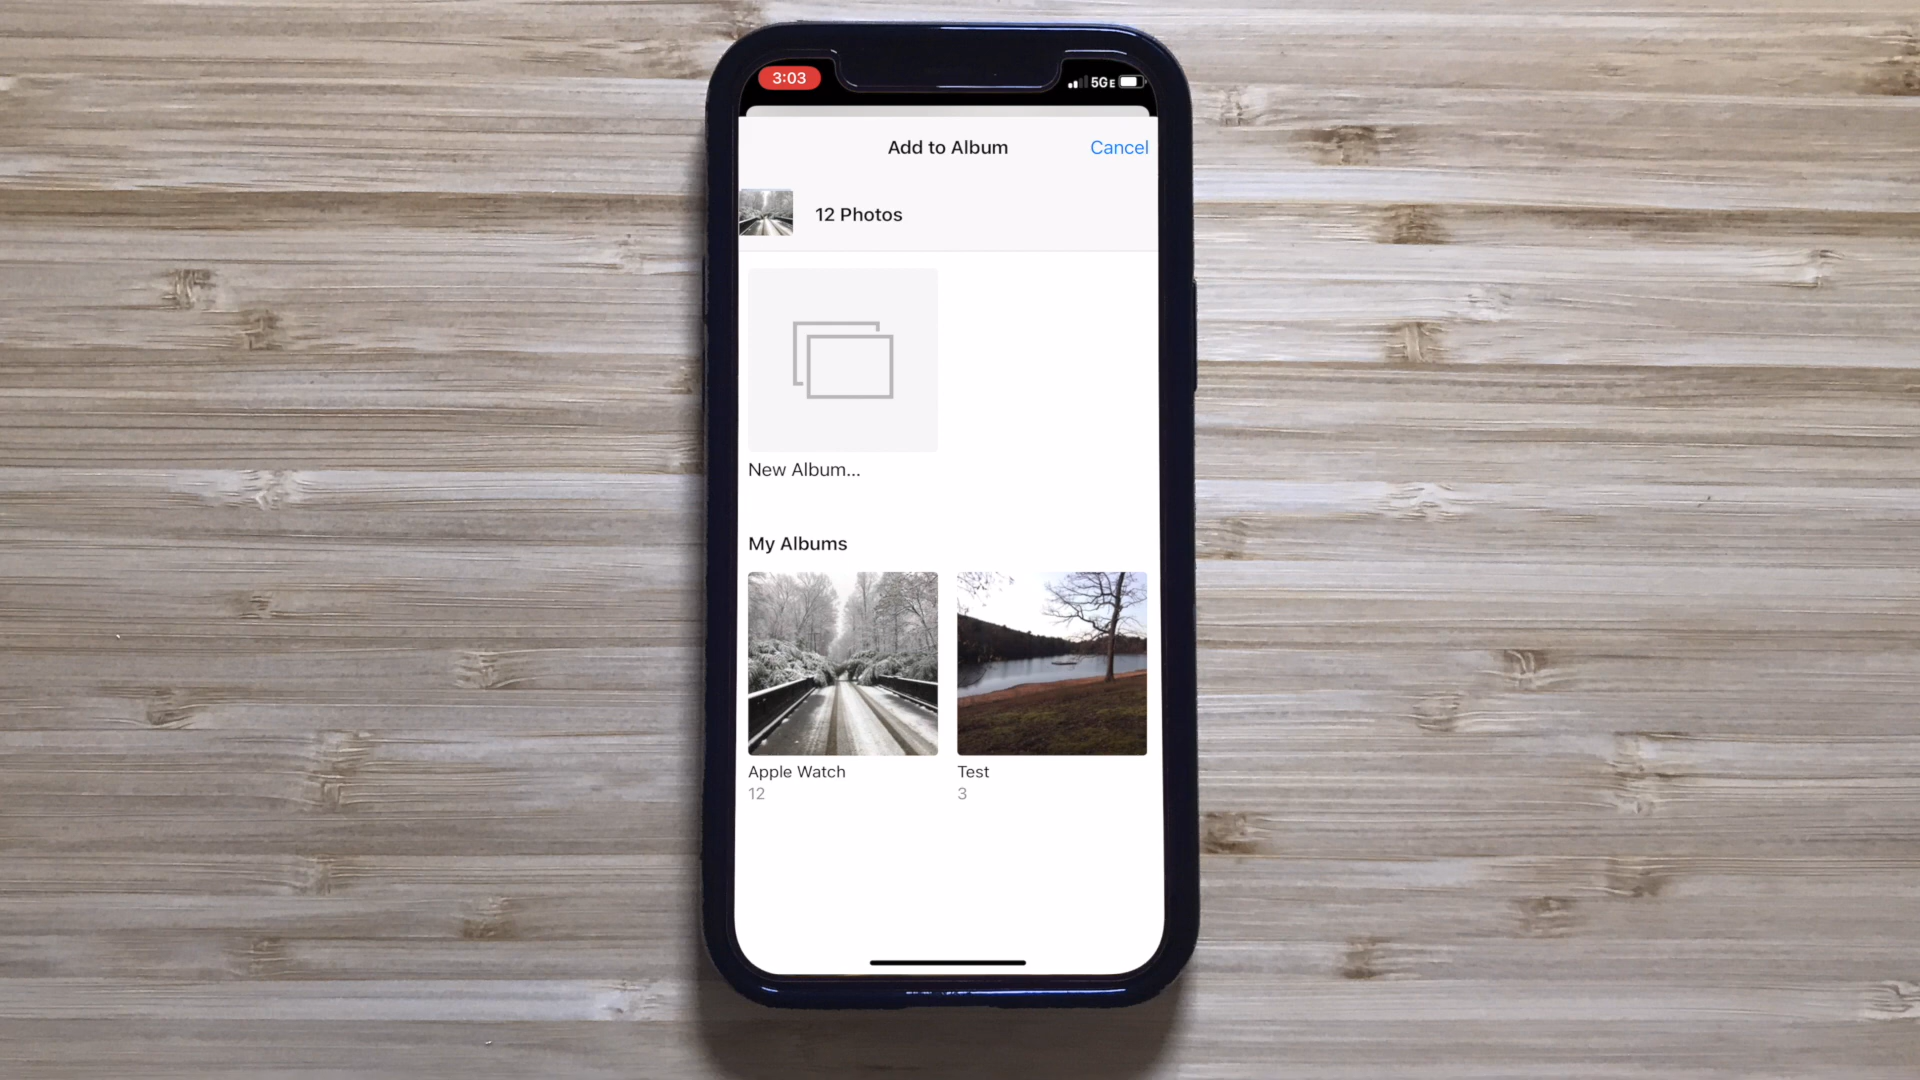 3:03
5GE
Add to Album
Cancel
12 Photos
New Album...
My Albums
Apple Watch
Test
12
3